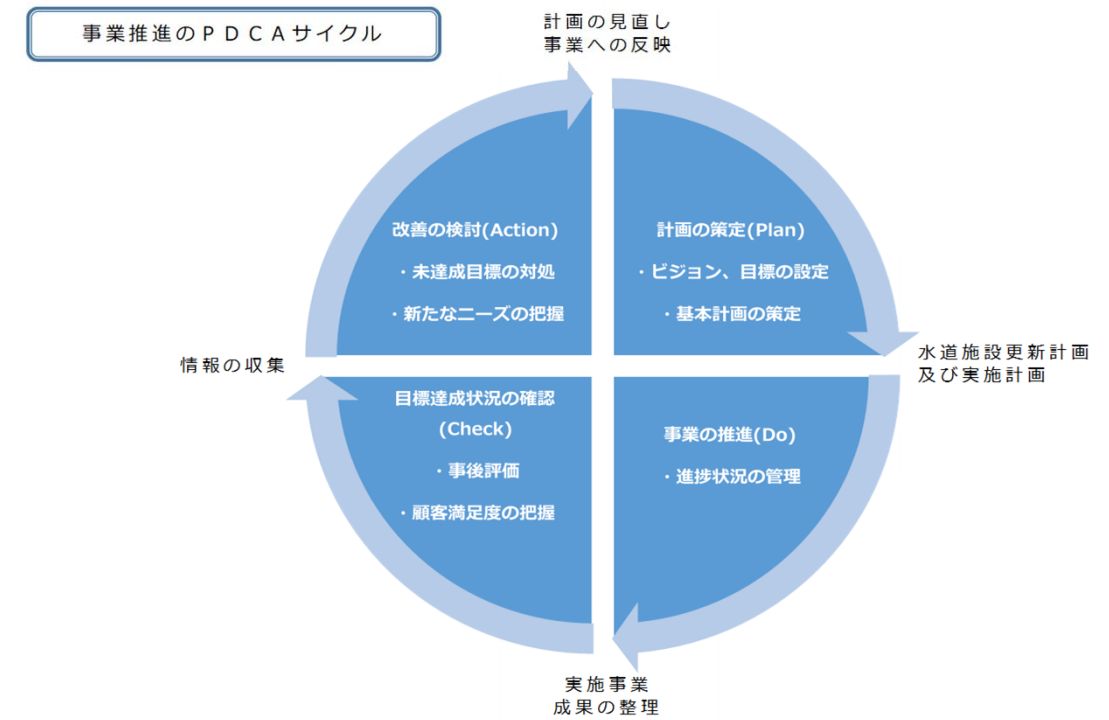 事業推進のＰＤＣＡサイクル
計画の見直し
事業への反映
改善の検討(Action)
・未達成目標の対処
・新たなニーズの把握
計画の策定(Plan)
・ビジョン、目標の設定
・基本計画の策定
情報の収集
水道施設更新計画
及び実施計画
目標達成状況の確認
(Check)
・事後評価
・顧客満足度の把握
事業の推進(Do)
・進捗状況の管理
実施事業
成果の整理